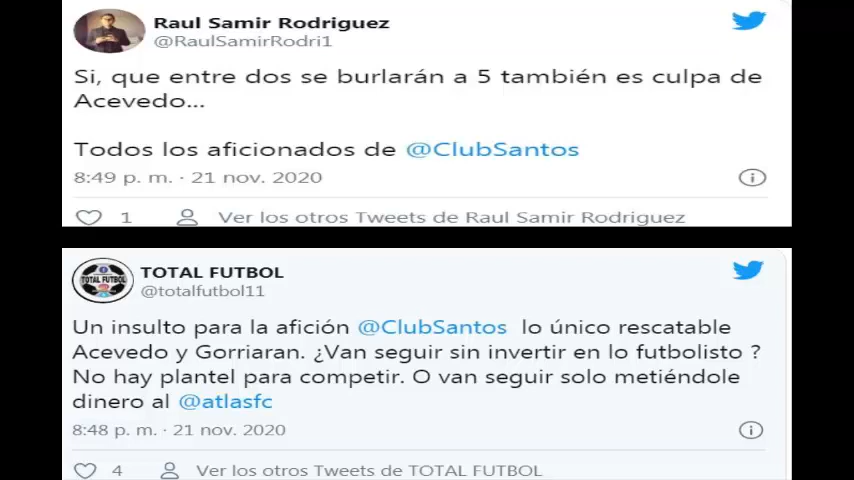 Raul Samir Rodriguez
@RaulSamirRodri1
Si, que entre dos se burlarán a 5 también es culpa de
Acevedo...
Todos los aficionados de @ClubSantos
8:49 p. m. · 21 nov. 2020
1 Ver los otros Tweets de Raul Samir Rodriguez
TOTAL FUTBOL
TOTAL FUTBOL
@totalfutbol11
Un insulto para la afición @ClubSantos lo único rescatable
Acevedo y Gorriaran. ¿Van seguir sin invertir en lo futbolisto ?
No hay plantel para competir. O van seguir solo metiéndole
dinero al @atlasfc
8:48 p. m. · 21 nov. 2020
4 Ver los otros Tweets de TOTAL FUTBOL